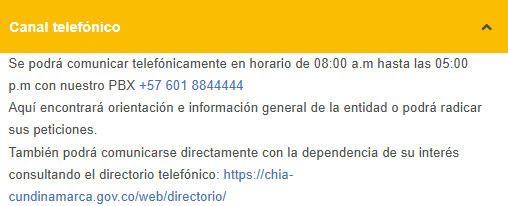 Canal telefónico
Se podrá comunicar telefónicamente en horario de 08:00 a.m hasta las 05:00
p.m con nuestro PBX +57 601 8844444
Aquí encontrará orientación e información general de la entidad o podrá radicar
sus peticiones.
También podrá comunicarse directamente con la dependencia de su interés
consultando el directorio telefónico: https://chia-
cundinamarca.gov.co/web/directorio/